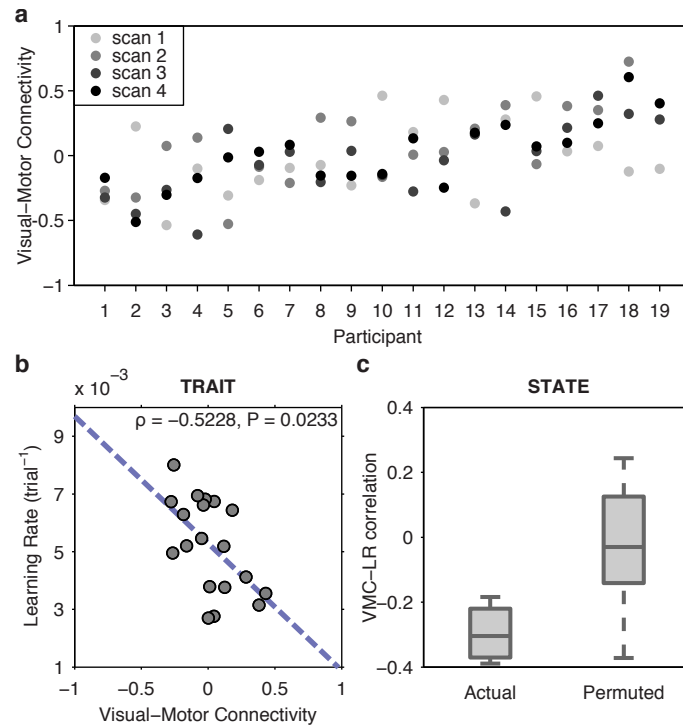 a
1
0.5
0
−0.5
−1
Visual−Motor Connectivity
scan 1
scan 2
scan 3
scan 4
1 2 3 4 5 6 7 8 9 10 11 12 13 14 15 16 17 18 19
Participant
b
x 10−3
TRAIT
ρ = −0.5228, P = 0.0233
9
7
5
3
1
Learning Rate (trial−1)
−1 −0.5 0 0.5 1
Visual−Motor Connectivity
c
STATE
0.4
0.2
0
−0.2
−0.4
VMC−LR correlation
Actual Permuted